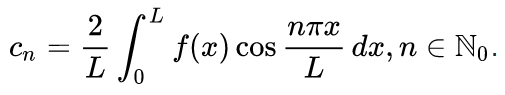 $c_n = \frac{2}{L} \int_0^L f(x) \cos \frac{n\pi x}{L} \, dx, n \in \mathbb{N}_0.$